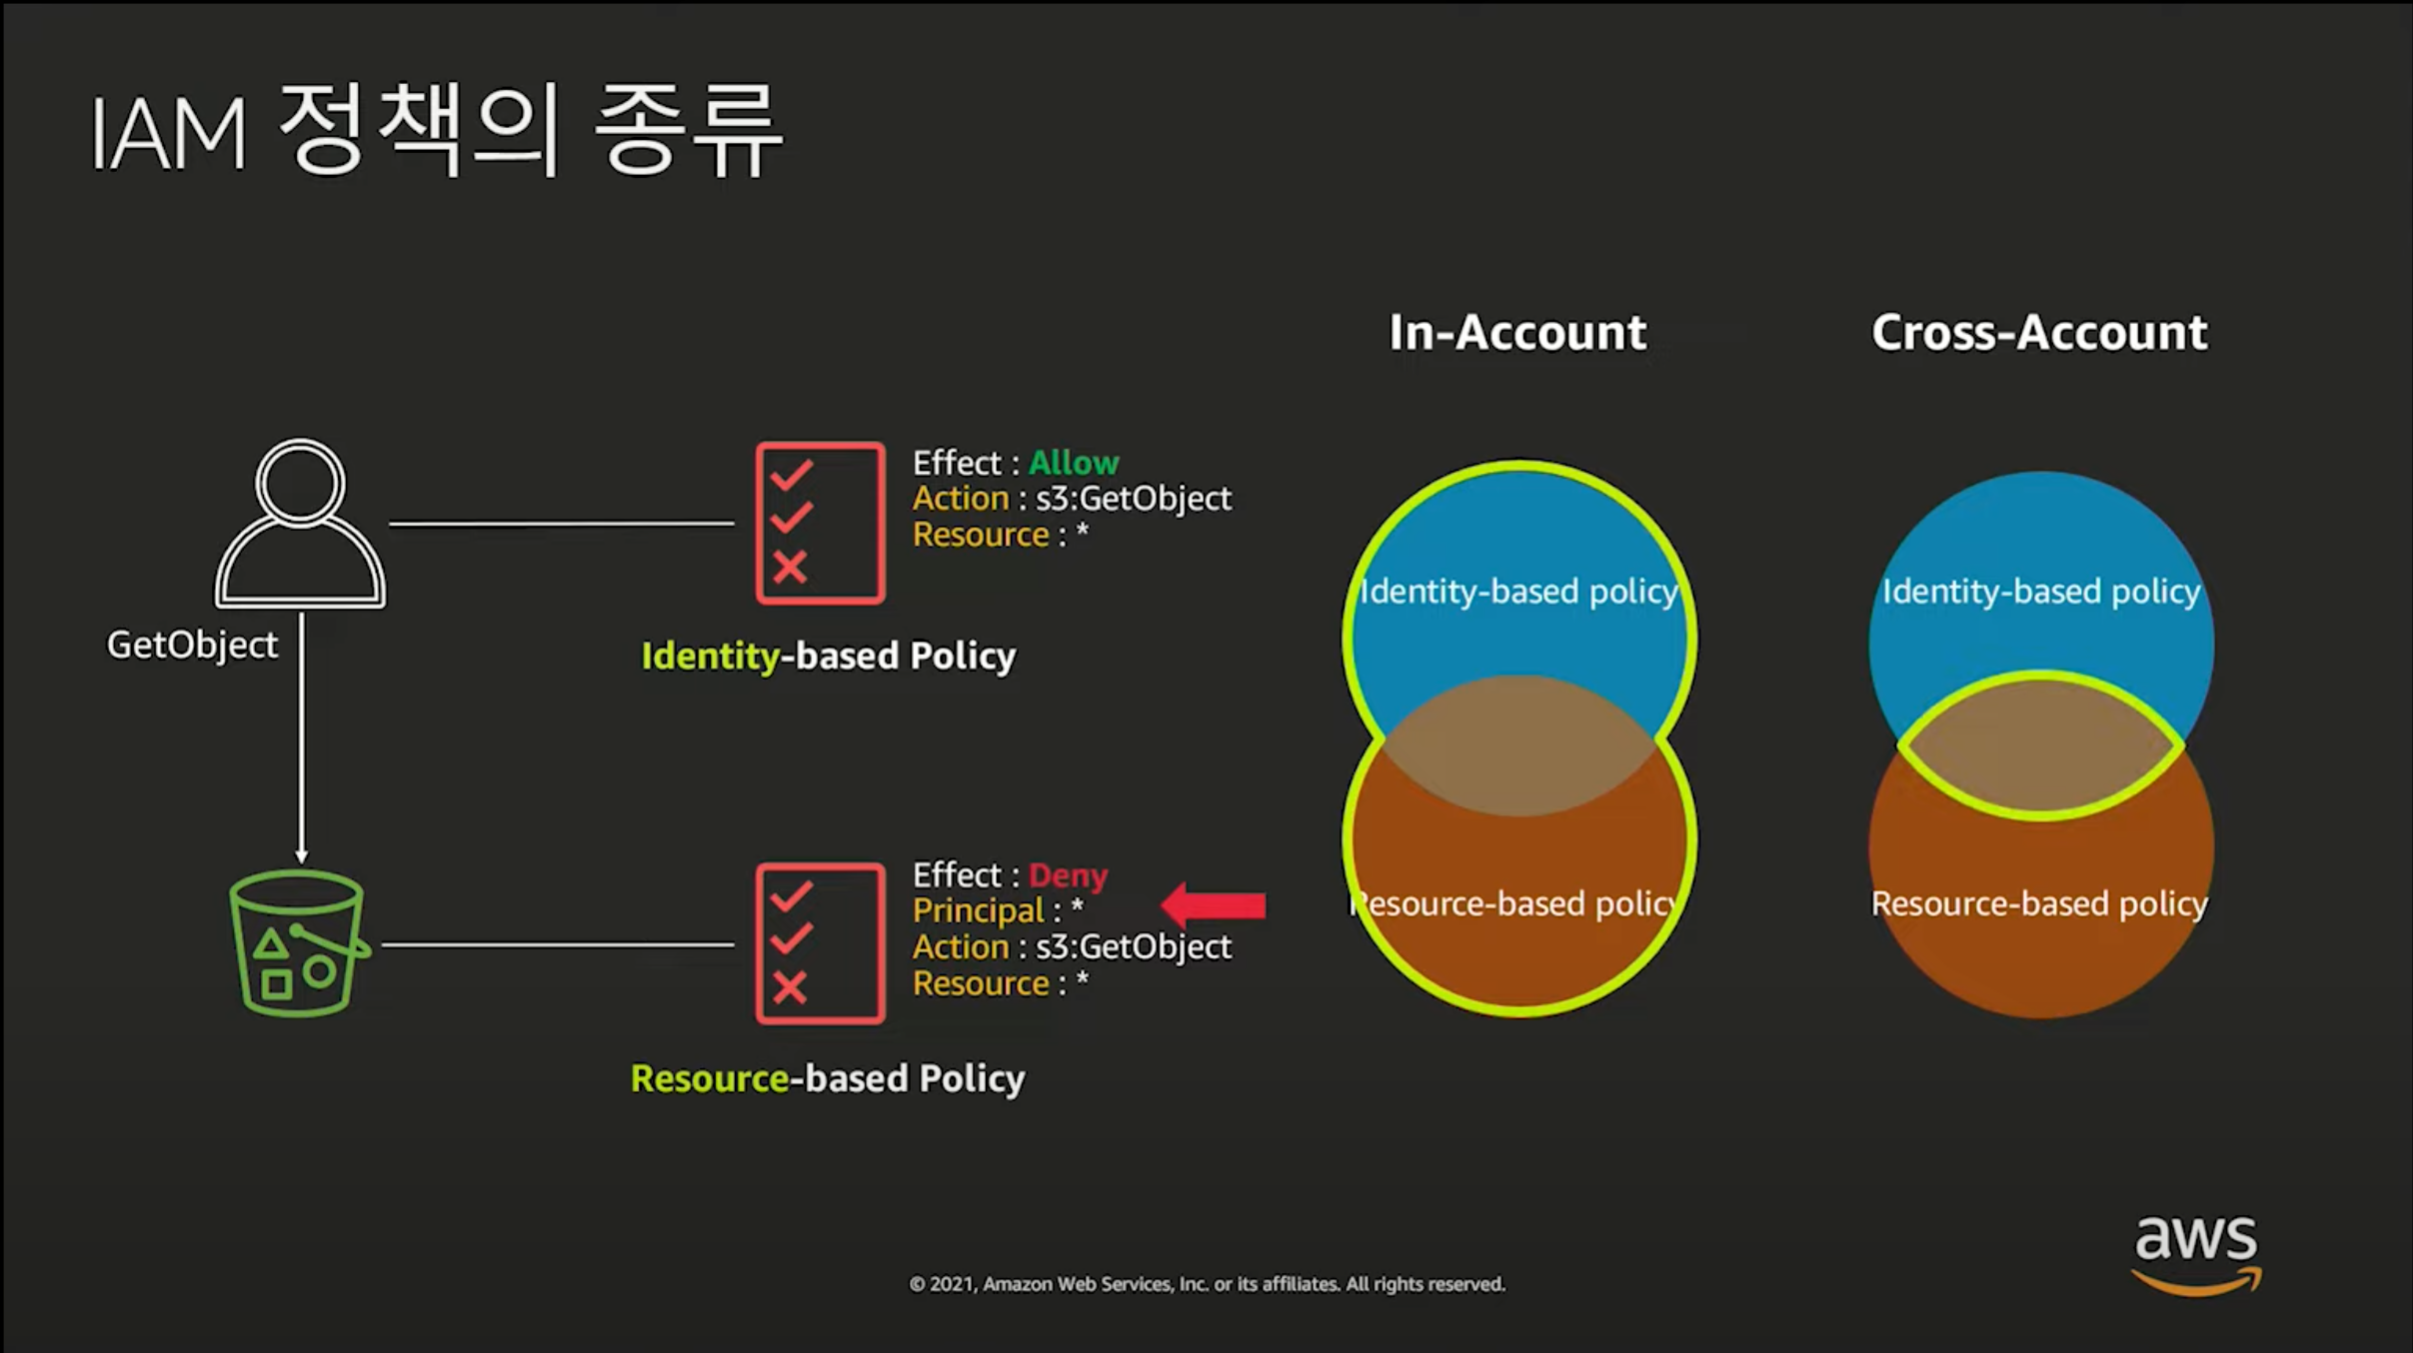 IAM 정책의 종류
In-Account
Cross-Account
Effect : Allow
Action : s3:GetObject
Resource : *
GetObject
Identity-based Policy
Identity-based policy
Identity-based policy
Effect : Deny
Principal : *
Action : s3:GetObject
Resource : *
Resource-based policy
Resource-based policy
Resource-based Policy
aws
© 2021, Amazon Web Services, Inc. or its affiliates. All rights reserved.